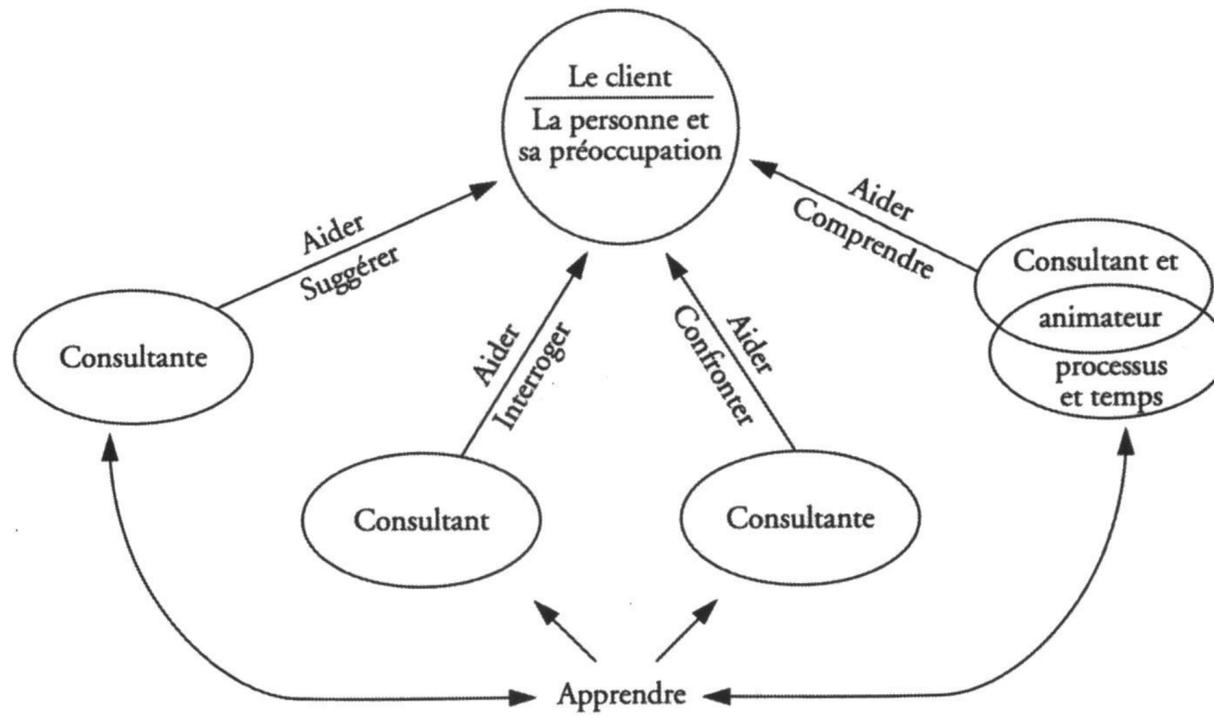 Le client
La personne et
sa préoccupation
Aider
Suggérer
Aider
Interroger
Aider
Confronter
Aider
Comprendre
Consultante
Consultant
Consultante
Consultant et
animateur
processus
et temps
Apprendre